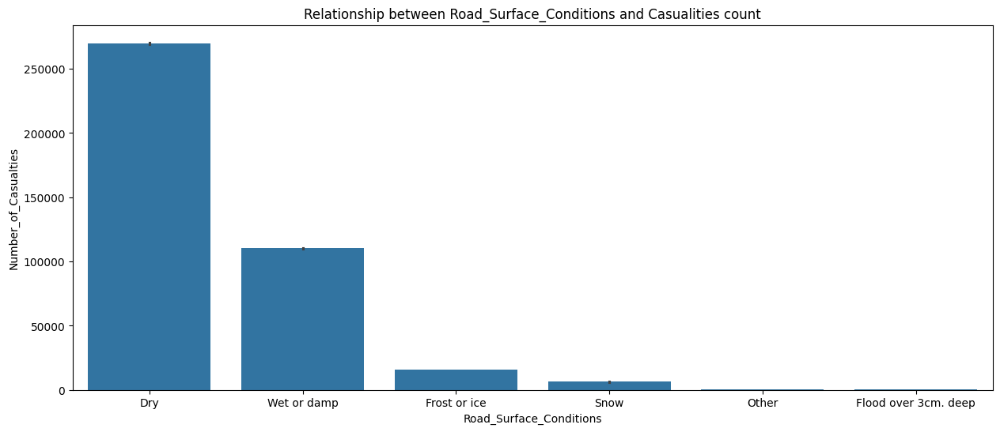 Relationship between Road_Surface_Conditions and Casualities count
Number_of_Casualties
250000
200000
150000
100000
50000
0
Dry
Wet or damp
Frost or ice
Snow
Other
Flood over 3cm. deep
Road_Surface_Conditions